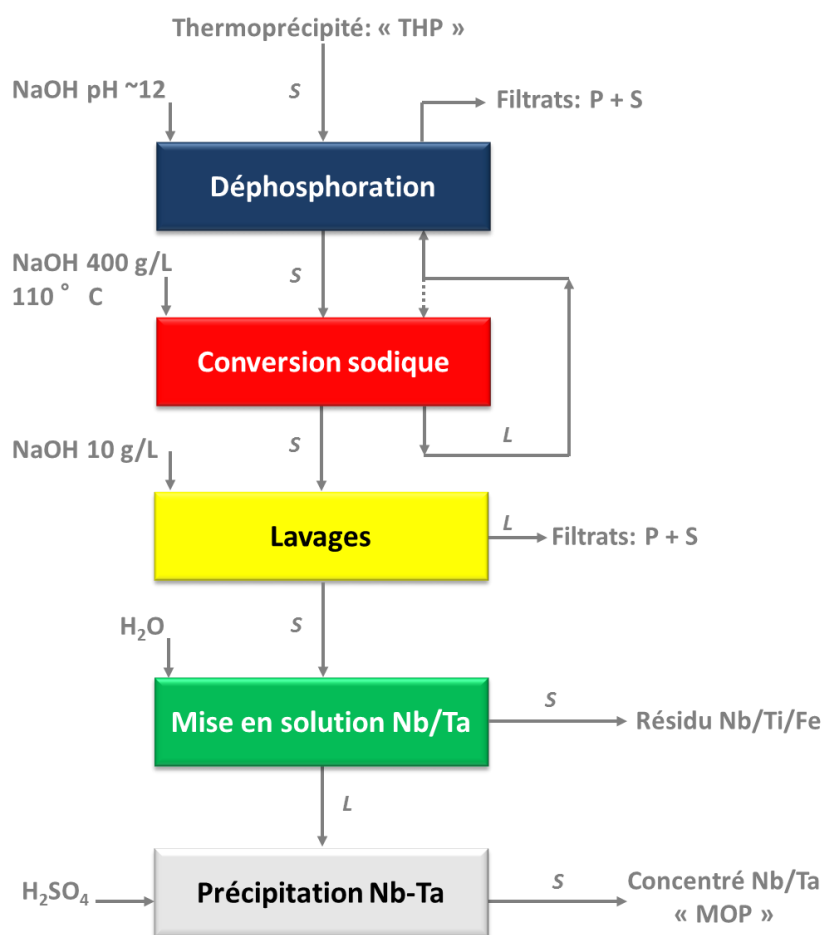 Thermoprécipité: « THP »
NaOH pH ~12
S
Filtrats: P + S
Déphosphoration
NaOH 400 g/L
110 ° C
S
Conversion sodique
NaOH 10 g/L
S
L
Lavages
L
Filtrats: P + S
H₂O
S
Mise en solution Nb/Ta
S
Résidu Nb/Ti/Fe
L
H₂SO₄
Précipitation Nb-Ta
S
Concentré Nb/Ta
« MOP »